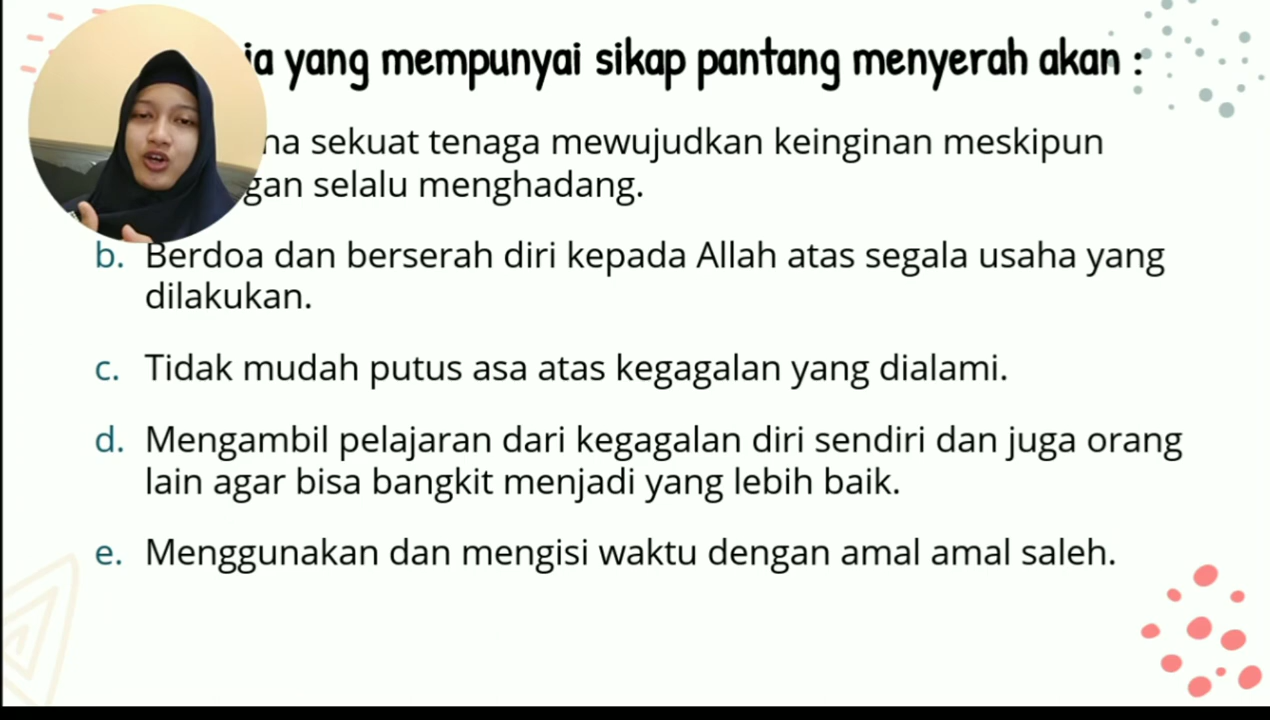 yang mempunyai sikap pantang menyerah akan :
sekuat tenaga mewujudkan keinginan meskipun
selalu menghadang.
b. Berdoa dan berserah diri kepada Allah atas segala usaha yang
dilakukan.
c. Tidak mudah putus asa atas kegagalan yang dialami.
d. Mengambil pelajaran dari kegagalan diri sendiri dan juga orang
lain agar bisa bangkit menjadi yang lebih baik.
e. Menggunakan dan mengisi waktu dengan amal amal saleh.